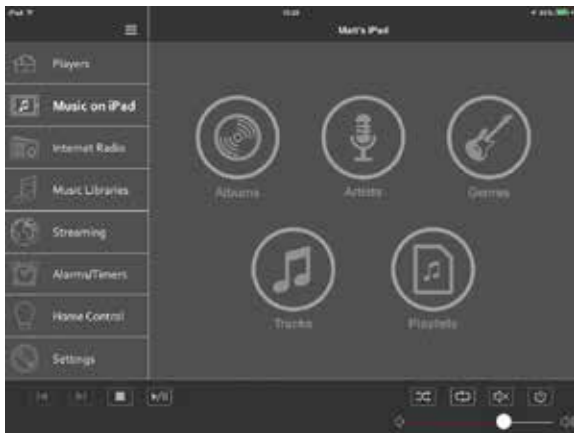 iPad
Matt's iPad
Players
Music on iPad
Internet Radio
Music Libraries
Streaming
Alarms/Timers
Home Control
Settings
Albums
Artists
Genres
Tracks
Playlists